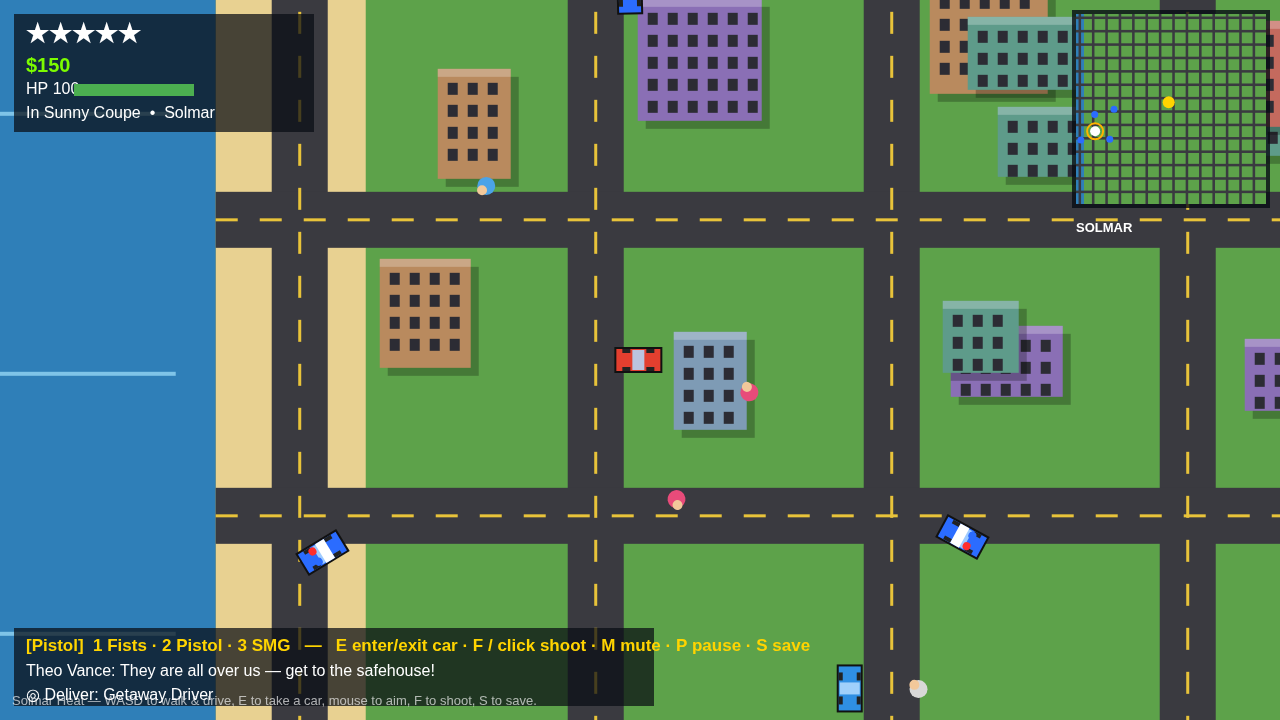 ★★★★★
$150
HP 100
In Sunny Coupe • Solmar
SOLMAR
[Pistol] 1 Fists · 2 Pistol · 3 SMG — E enter/exit car · F / click shoot · M mute · P pause · S save
Theo Vance: They are all over us — get to the safehouse!
◎ Deliver: Getaway Driver
Solmar Heat — WASD to walk & drive, E to take a car, mouse to aim, F to shoot, S to save.